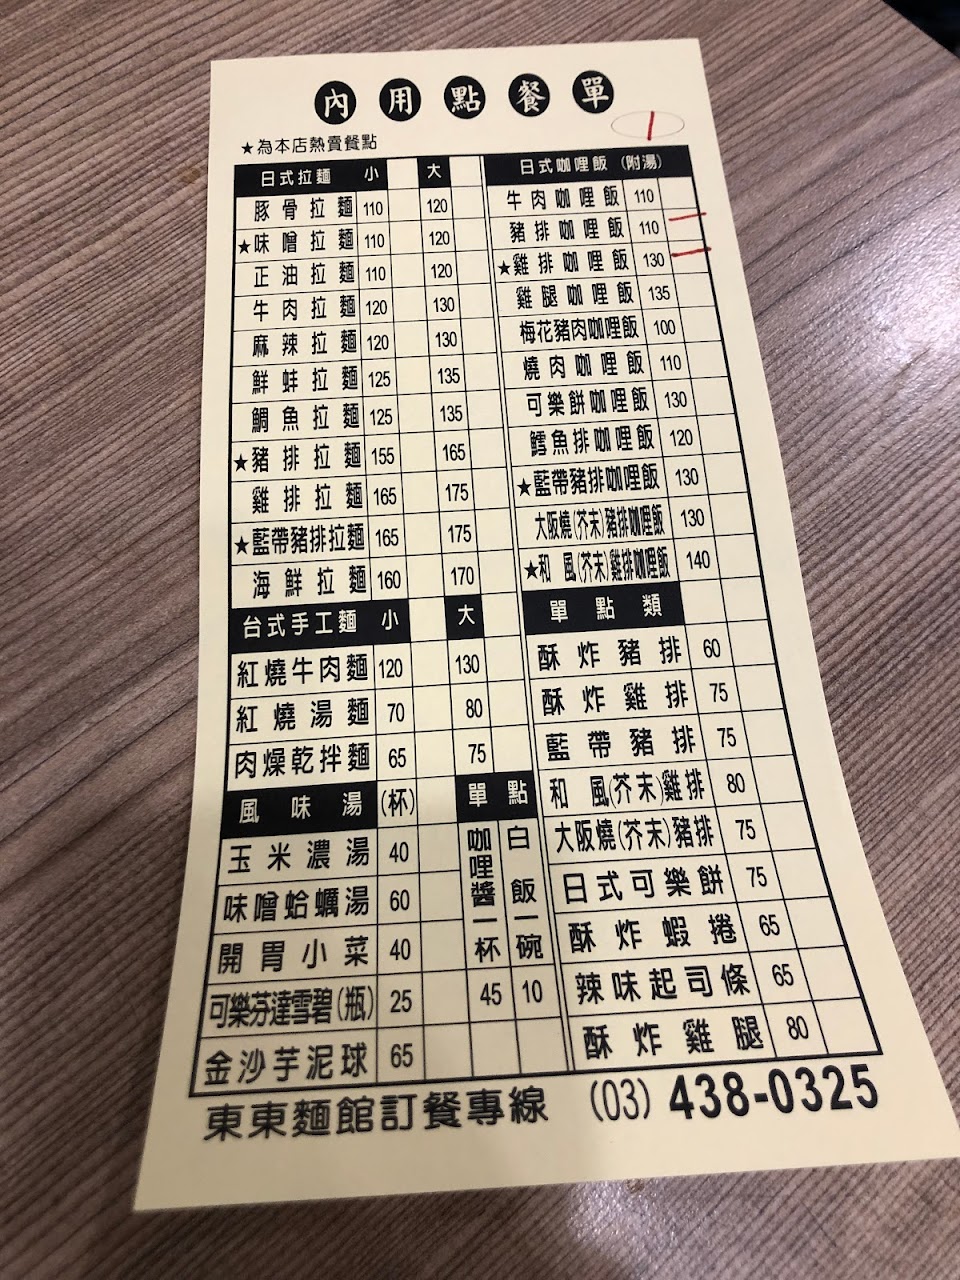 內用點餐單
1
★為本店熱賣餐點
日式拉麵 小 大
豚骨拉麵 110 120
★味噌拉麵 110 120
正油拉麵 110 120
牛肉拉麵 120 130
麻辣拉麵 120 130
鮮蚌拉麵 125 135
鯛魚拉麵 125 135
★豬排拉麵 155 165
雞排拉麵 165 175
★藍帶豬排拉麵 165 175
海鮮拉麵 160 170
台式手工麵 小 大
紅燒牛肉麵 120 130
紅燒湯麵 70 80
肉燥乾拌麵 65 75
風味湯 (杯)
玉米濃湯 40
味噌蛤蠣湯 60
開胃小菜 40
可樂芬達雪碧(瓶) 25
金沙芋泥球 65
單點
咖哩醬一杯 45
白飯一碗 10
日式咖哩飯 (附湯)
牛肉咖哩飯 110
豬排咖哩飯 110
★雞排咖哩飯 130
雞腿咖哩飯 135
梅花豬肉咖哩飯 100
燒肉咖哩飯 110
可樂餅咖哩飯 130
鱈魚排咖哩飯 120
★藍帶豬排咖哩飯 130
大阪燒(芥末)豬排咖哩飯 130
★和風(芥末)雞排咖哩飯 140
單點類
酥炸豬排 60
酥炸雞排 75
藍帶豬排 75
和風(芥末)雞排 80
大阪燒(芥末)豬排 75
日式可樂餅 75
酥炸蝦捲 65
辣味起司條 65
酥炸雞腿 80
東東麵館訂餐專線 (03) 438-0325